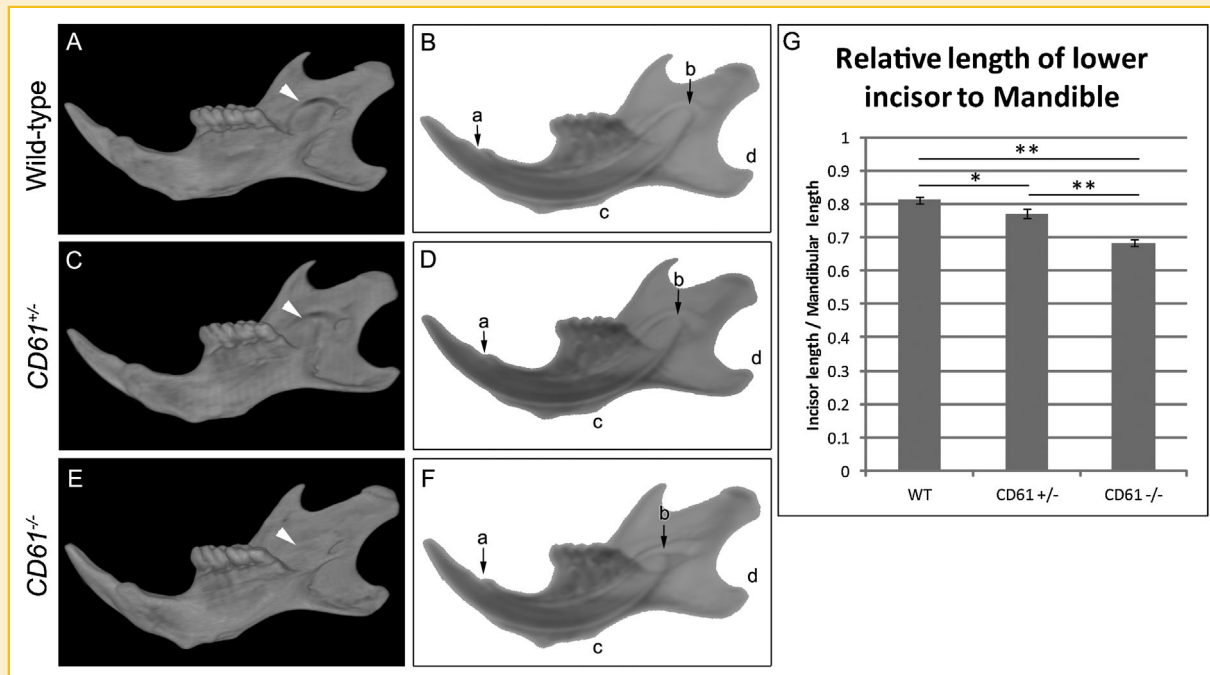 Wild-type
A
B
a
b
c
d
CD61+/-
C
D
a
b
c
d
CD61-/-
E
F
a
b
c
d
G
Relative length of lower
incisor to Mandible
Incisor length / Mandibular length
1
0.9
0.8
0.7
0.6
0.5
0.4
0.3
0.2
0.1
0
**
*
**
WT
CD61 +/-
CD61 -/-